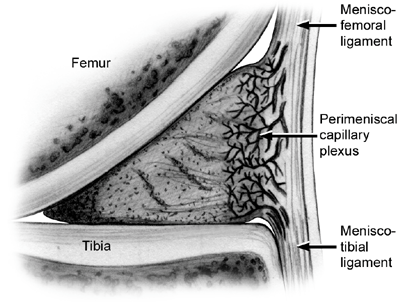 Menisco-
femoral
ligament
Femur
Perimeniscal
capillary
plexus
Tibia
Menisco-
tibial
ligament